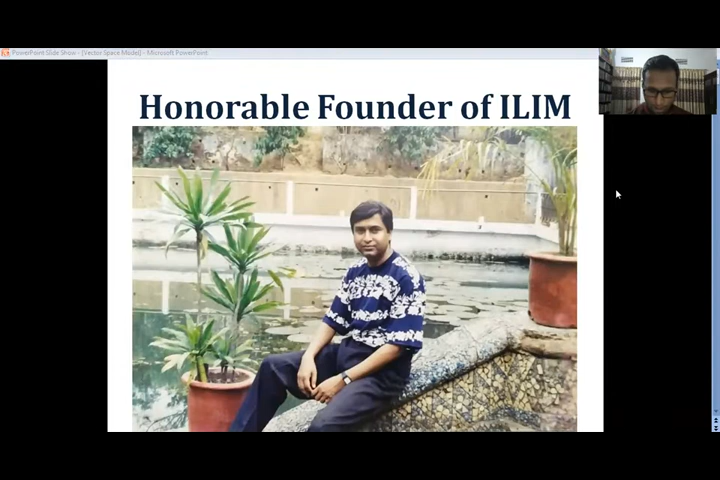 PowerPoint Slide Show - [Vector Space Model] - Microsoft PowerPoint
Honorable Founder of ILIM